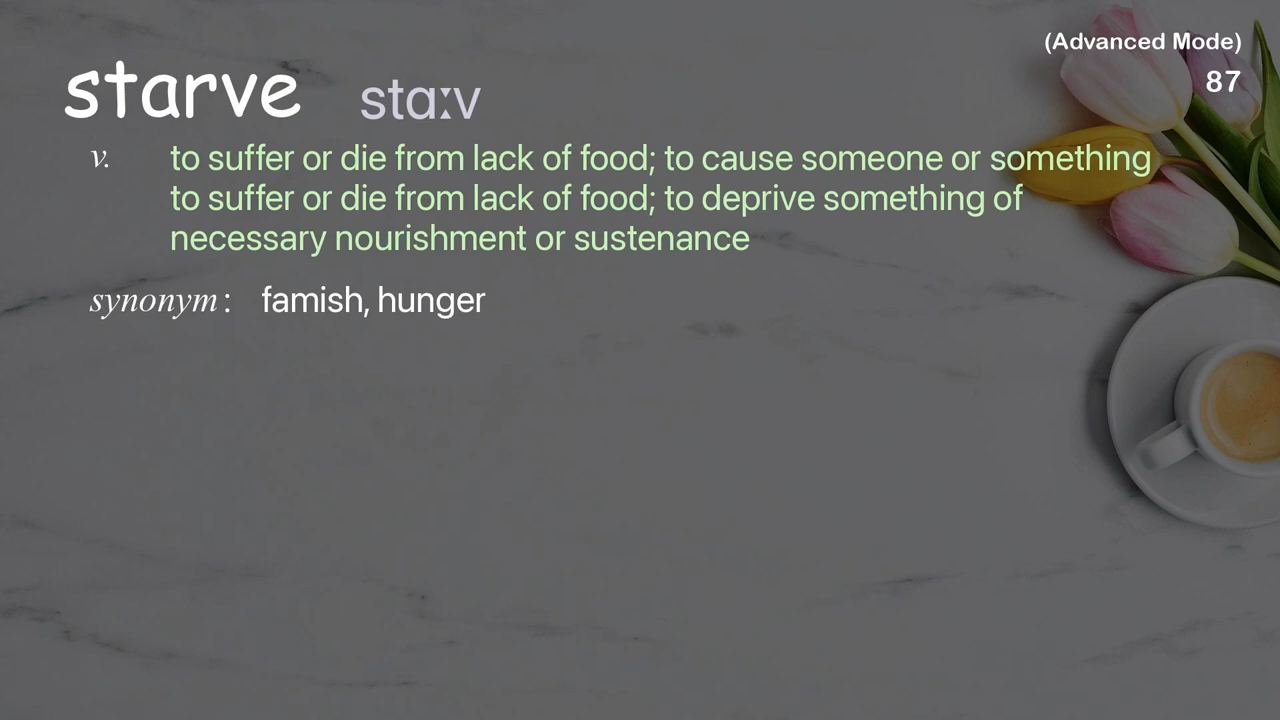 (Advanced Mode)
87
starve staːv
v. to suffer or die from lack of food; to cause someone or something
to suffer or die from lack of food; to deprive something of
necessary nourishment or sustenance
synonym: famish, hunger